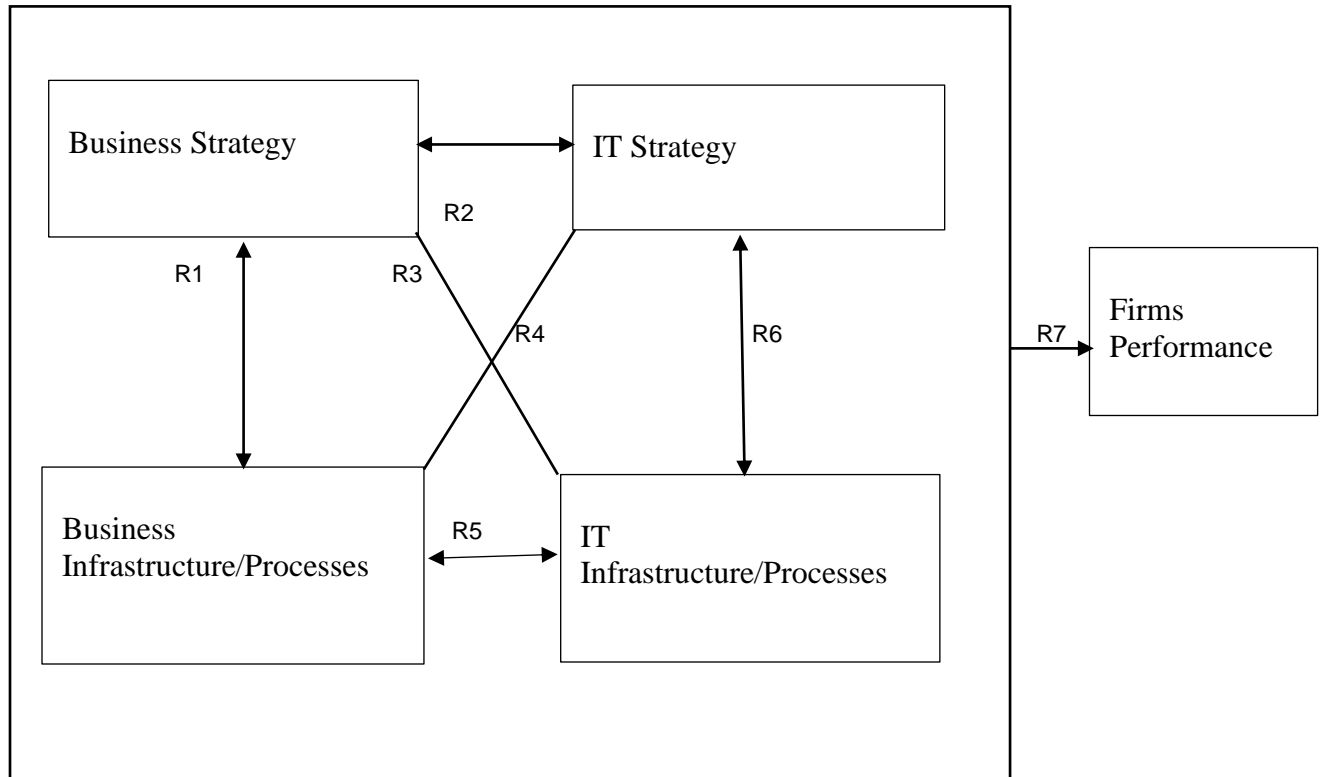 Business Strategy
IT Strategy
R2
R1
R3
Firms
Performance
R4
R6
R7
Business
Infrastructure/Processes
R5
IT
Infrastructure/Processes